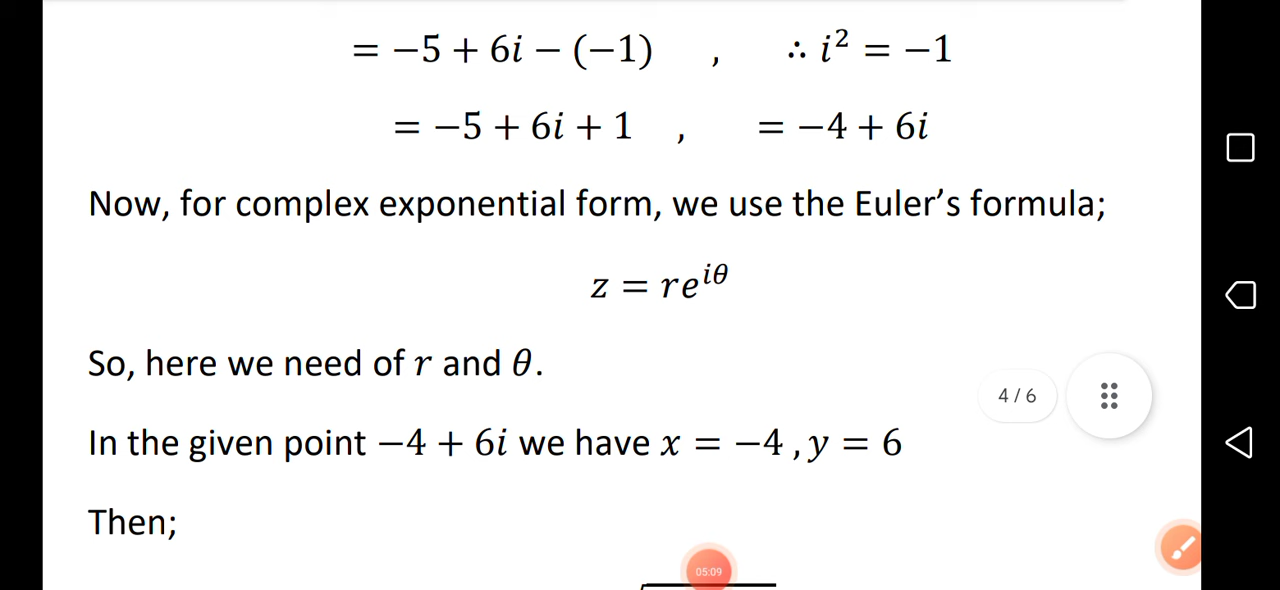 = −5 + 6i − (−1) , ∴ i² = −1
= −5 + 6i + 1 , = −4 + 6i
Now, for complex exponential form, we use the Euler’s formula;
z = re^{iθ}
So, here we need of r and θ.
4 / 6
In the given point −4 + 6i we have x = −4 , y = 6
Then;
05:09